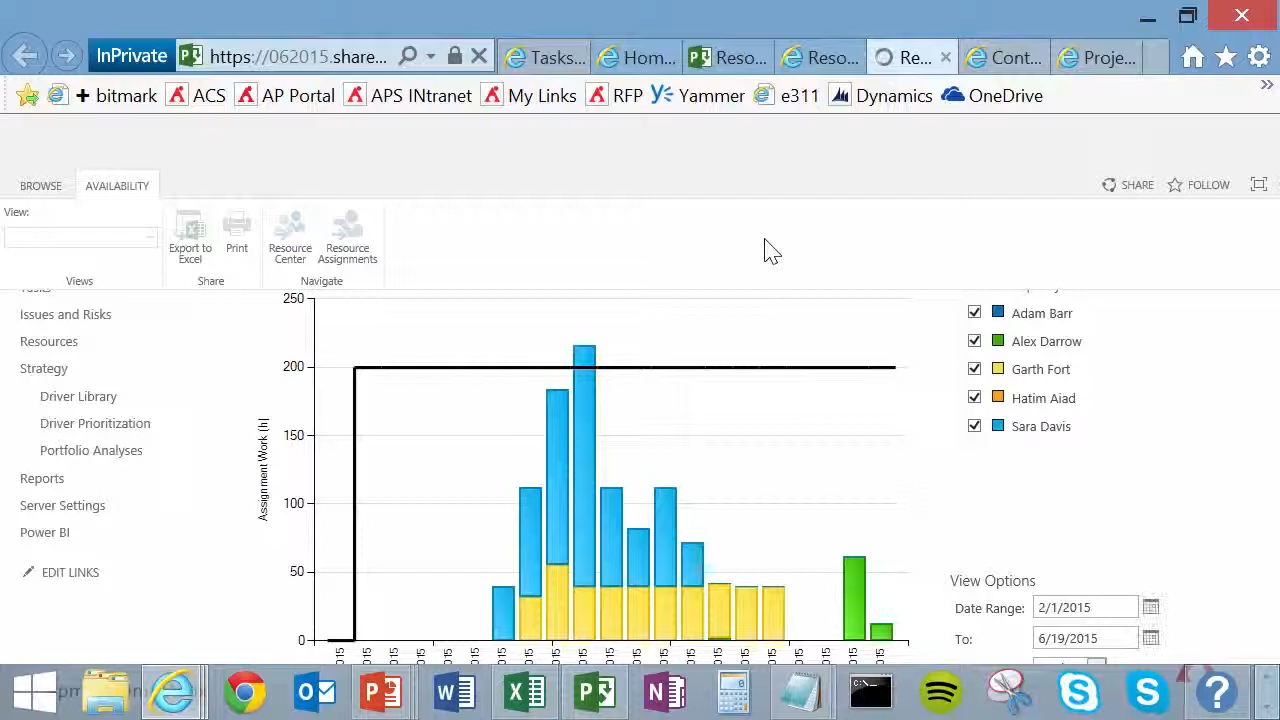 InPrivate https://062015.share... Tasks... Hom... Reso... Reso... Re... Cont... Proje...
bitmark ACS AP Portal APS INtranet My Links RFP Yammer e311 Dynamics OneDrive
BROWSE AVAILABILITY SHARE FOLLOW
View:
Export to Excel Print Resource Center Resource Assignments
Views Share Navigate
Issues and Risks
Resources
Strategy
Driver Library
Driver Prioritization
Portfolio Analyses
Reports
Server Settings
Power BI
EDIT LINKS
Assignment Work (h)
250
200
150
100
50
0
Adam Barr
Alex Darrow
Garth Fort
Hatim Aiad
Sara Davis
View Options
Date Range: 2/1/2015
To: 6/19/2015